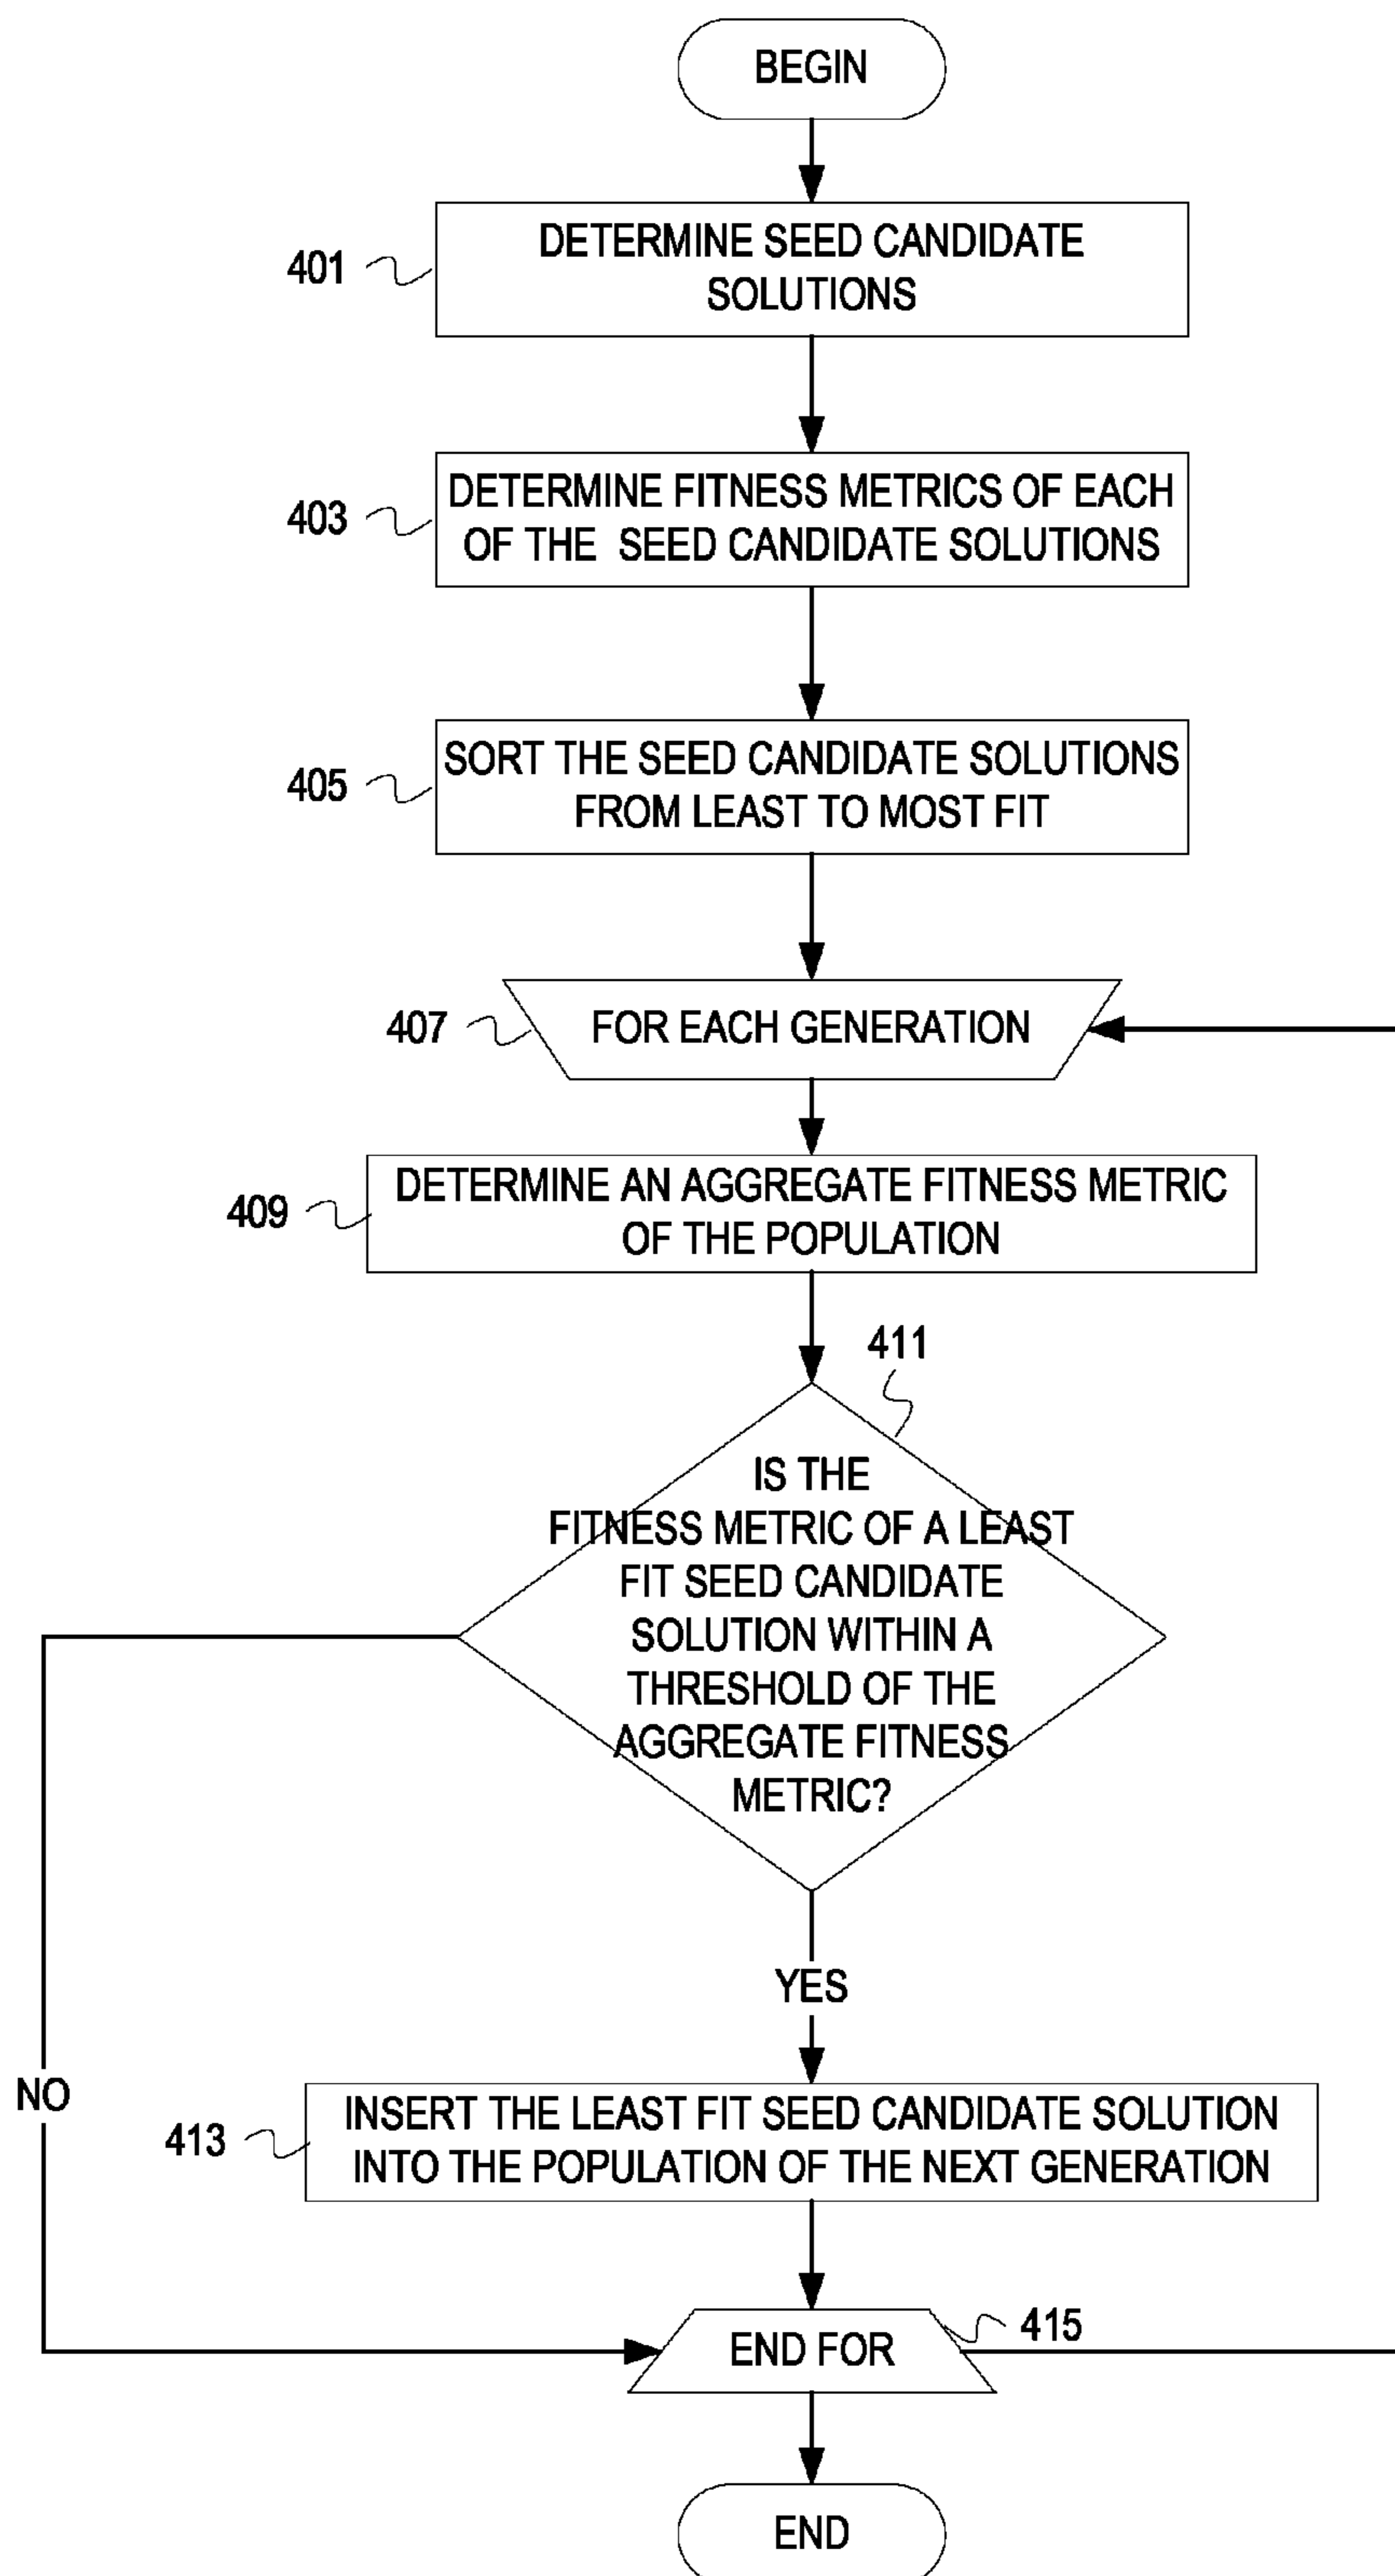 BEGIN
401
DETERMINE SEED CANDIDATE
SOLUTIONS
403
DETERMINE FITNESS METRICS OF EACH
OF THE SEED CANDIDATE SOLUTIONS
405
SORT THE SEED CANDIDATE SOLUTIONS
FROM LEAST TO MOST FIT
407
FOR EACH GENERATION
409
DETERMINE AN AGGREGATE FITNESS METRIC
OF THE POPULATION
411
IS THE
FITNESS METRIC OF A LEAST
FIT SEED CANDIDATE
SOLUTION WITHIN A
THRESHOLD OF THE
AGGREGATE FITNESS
METRIC?
YES
NO
413
INSERT THE LEAST FIT SEED CANDIDATE SOLUTION
INTO THE POPULATION OF THE NEXT GENERATION
415
END FOR
END